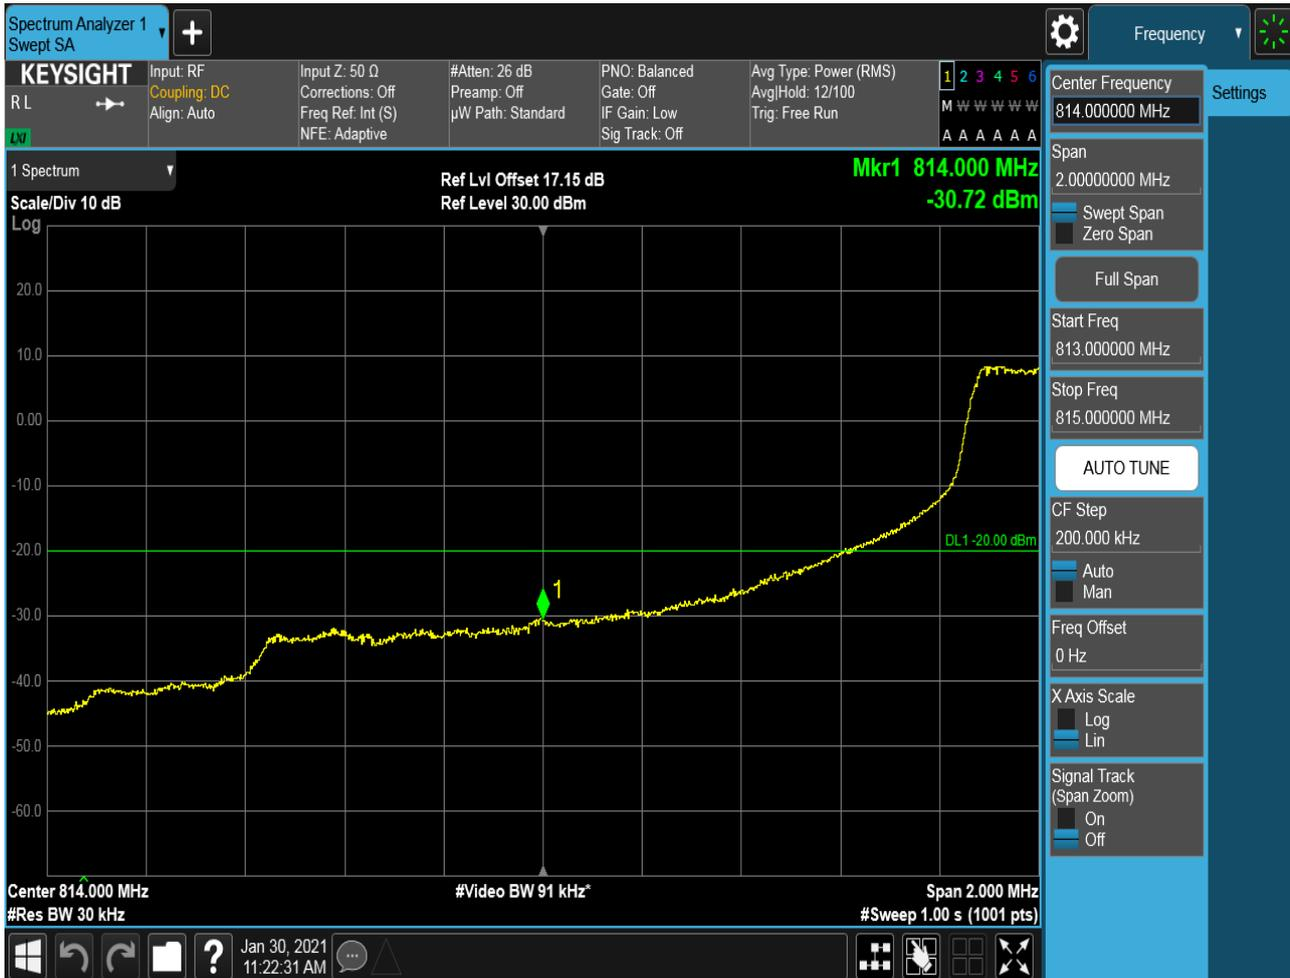 Spectrum Analyzer 1
Swept SA
Frequency
KEYSIGHT
R L
LXI
Input: RF
Coupling: DC
Align: Auto
Input Z: 50 Ω
Corrections: Off
Freq Ref: Int (S)
NFE: Adaptive
#Atten: 26 dB
Preamp: Off
µW Path: Standard
PNO: Balanced
Gate: Off
IF Gain: Low
Sig Track: Off
Avg Type: Power (RMS)
Avg|Hold: 12/100
Trig: Free Run
1 2 3 4 5 6
M W W W W W
A A A A A A
1 Spectrum
Scale/Div 10 dB
Log
Ref Lvl Offset 17.15 dB
Ref Level 30.00 dBm
Mkr1 814.000 MHz
-30.72 dBm
20.0
10.0
0.00
-10.0
-20.0
-30.0
-40.0
-50.0
-60.0
DL1 -20.00 dBm
1
Center 814.000 MHz
#Res BW 30 kHz
#Video BW 91 kHz*
Span 2.000 MHz
#Sweep 1.00 s (1001 pts)
Center Frequency
814.000000 MHz
Settings
Span
2.00000000 MHz
Swept Span
Zero Span
Full Span
Start Freq
813.000000 MHz
Stop Freq
815.000000 MHz
AUTO TUNE
CF Step
200.000 kHz
Auto
Man
Freq Offset
0 Hz
X Axis Scale
Log
Lin
Signal Track
(Span Zoom)
On
Off
?
Jan 30, 2021
11:22:31 AM